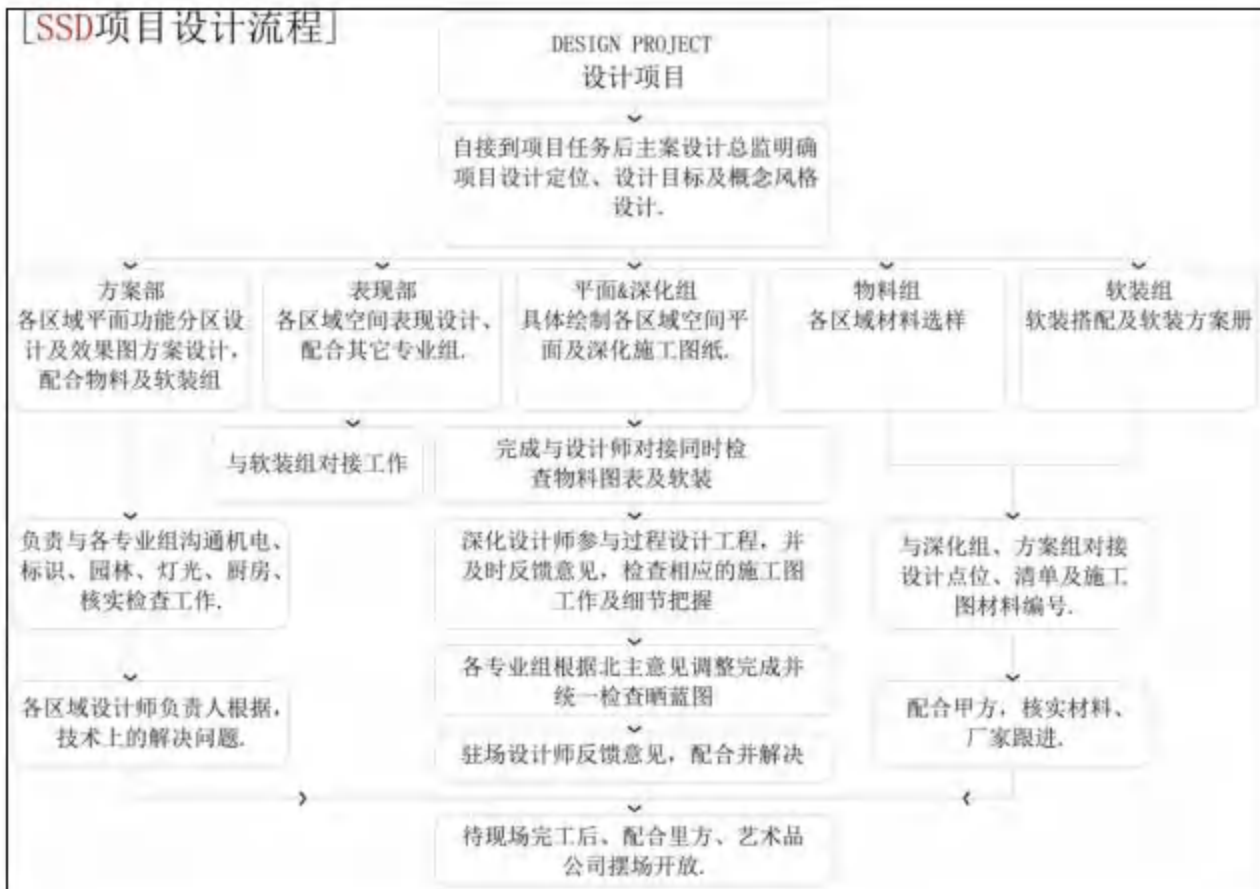 [SSD项目设计流程]
DESIGN PROJECT
设计项目
自接到项目任务后主案设计总监明确
项目设计定位、设计目标及概念风格
设计.
方案部
各区域平面功能分区设
计及效果图方案设计，
配合物料及软装组
表现部
各区域空间表现设计、
配合其它专业组.
平面&深化组
具体绘制各区域空间平
面及深化施工图纸.
物料组
各区域材料选样
软装组
软装搭配及软装方案册
与软装组对接工作
完成与设计师对接同时检
查物料图表及软装
负责与各专业组沟通机电、
标识、园林、灯光、厨房、
核实检查工作.
深化设计师参与过程设计工程，并
及时反馈意见，检查相应的施工图
工作及细节把握
与深化组、方案组对接
设计点位、清单及施工
图材料编号.
各专业组根据北主意见调整完成并
统一检查晒蓝图
各区域设计师负责人根据，
技术上的解决问题.
配合甲方，核实材料、
厂家跟进.
驻场设计师反馈意见，配合并解决
待现场完工后、配合里方、艺术品
公司摆场开放.